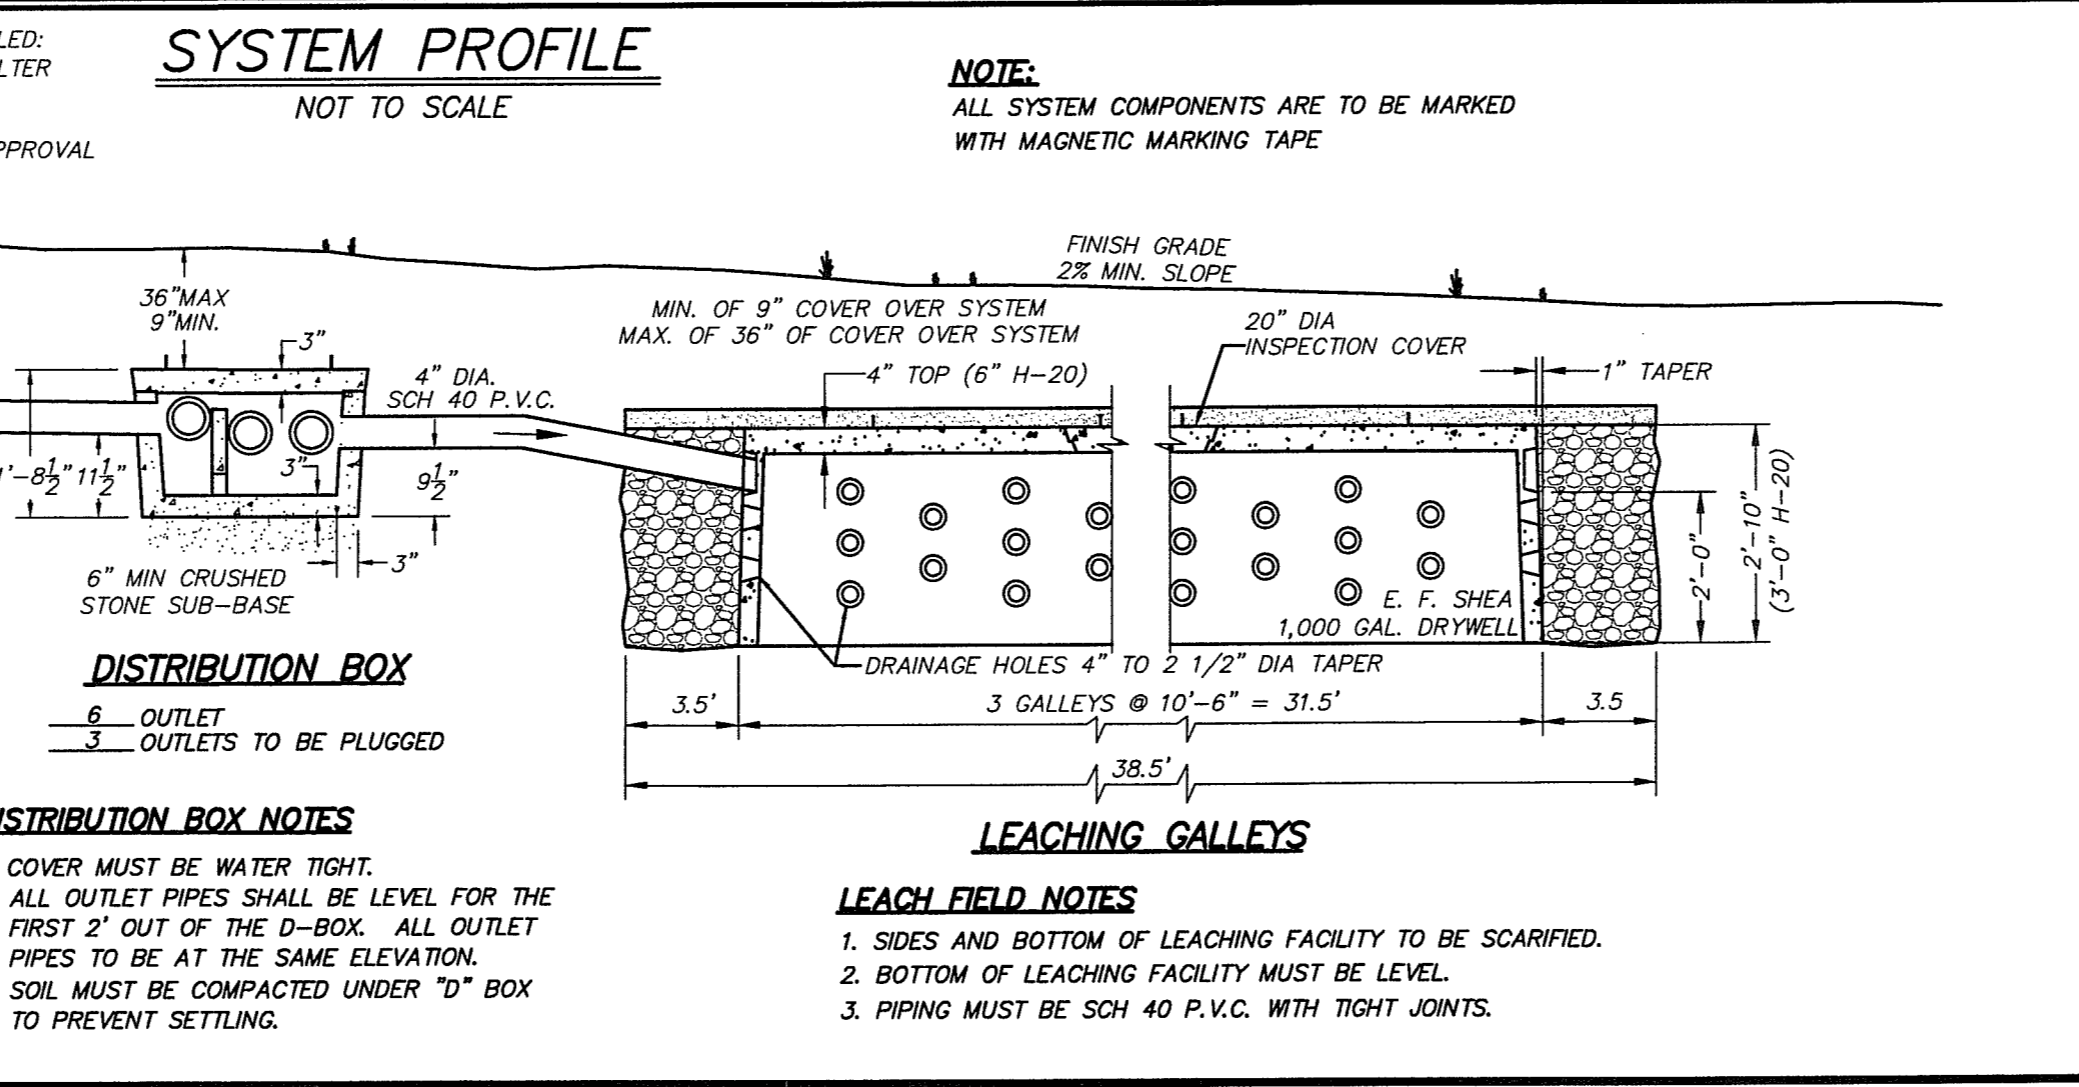 LED:
LTER
PPROVAL
SYSTEM PROFILE
NOT TO SCALE
NOTE:
ALL SYSTEM COMPONENTS ARE TO BE MARKED
WITH MAGNETIC MARKING TAPE
FINISH GRADE
2% MIN. SLOPE
36"MAX
9"MIN.
MIN. OF 9" COVER OVER SYSTEM
MAX. OF 36" OF COVER OVER SYSTEM
20" DIA
INSPECTION COVER
3"
4" DIA.
SCH 40 P.V.C.
4" TOP (6" H-20)
1" TAPER
'-8 1/2"
11 1/2"
3"
9 1/2"
3"
6" MIN CRUSHED
STONE SUB-BASE
E. F. SHEA
1,000 GAL. DRYWELL
2'-0"
2'-10"
(3'-0" H-20)
DRAINAGE HOLES 4" TO 2 1/2" DIA TAPER
3.5'
3 GALLEYS @ 10'-6" = 31.5'
3.5
38.5'
DISTRIBUTION BOX
6 OUTLET
3 OUTLETS TO BE PLUGGED
ISTRIBUTION BOX NOTES
COVER MUST BE WATER TIGHT.
ALL OUTLET PIPES SHALL BE LEVEL FOR THE
FIRST 2' OUT OF THE D-BOX. ALL OUTLET
PIPES TO BE AT THE SAME ELEVATION.
SOIL MUST BE COMPACTED UNDER "D" BOX
TO PREVENT SETTLING.
LEACHING GALLEYS
LEACH FIELD NOTES
1. SIDES AND BOTTOM OF LEACHING FACILITY TO BE SCARIFIED.
2. BOTTOM OF LEACHING FACILITY MUST BE LEVEL.
3. PIPING MUST BE SCH 40 P.V.C. WITH TIGHT JOINTS.